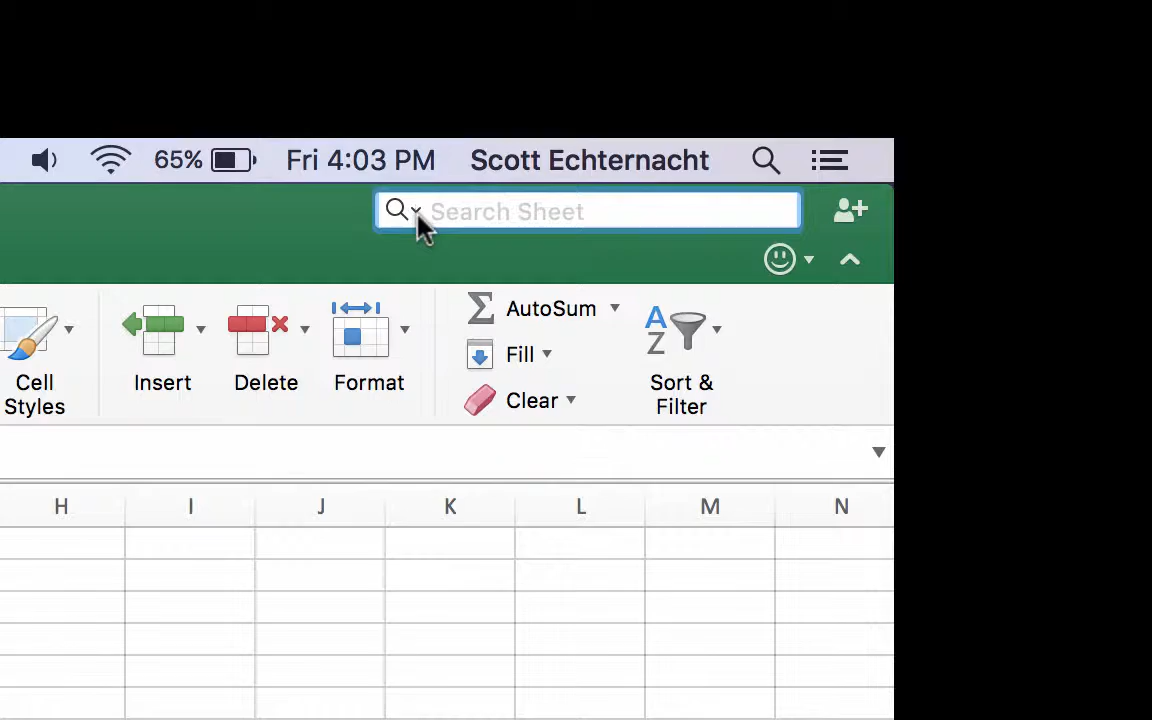 65% Fri 4:03 PM Scott Echternacht
Search Sheet
AutoSum
Fill
Clear
Cell
Styles
Insert
Delete
Format
A
Z
Sort &
Filter
H I J K L M N